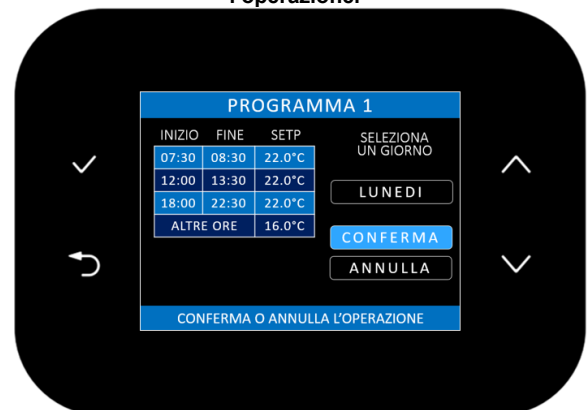 l'operazione.
PROGRAMMA 1
INIZIO FINE SETP
07:30 08:30 22.0°C
12:00 13:30 22.0°C
18:00 22:30 22.0°C
ALTRE ORE 16.0°C
SELEZIONA
UN GIORNO
LUNEDI
CONFERMA
ANNULLA
CONFERMA O ANNULLA L'OPERAZIONE